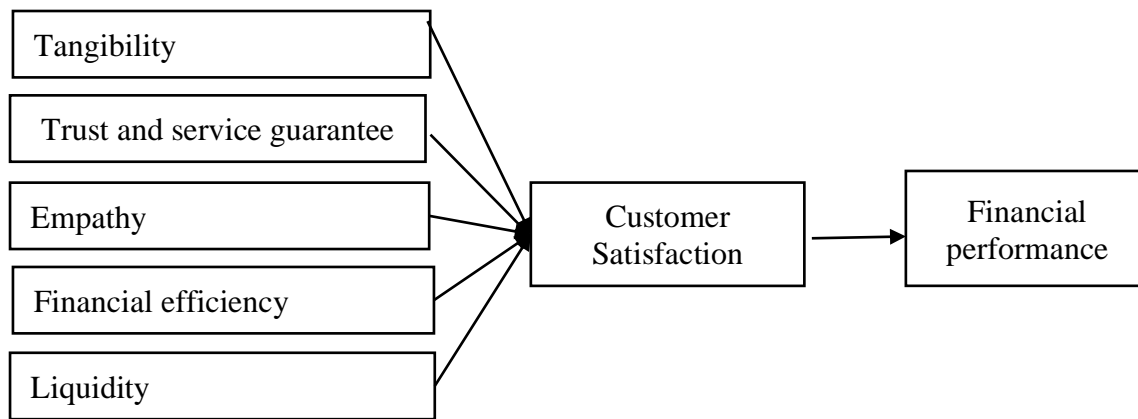 Tangibility
Trust and service guarantee
Empathy
Financial efficiency
Liquidity
Customer
Satisfaction
Financial
performance